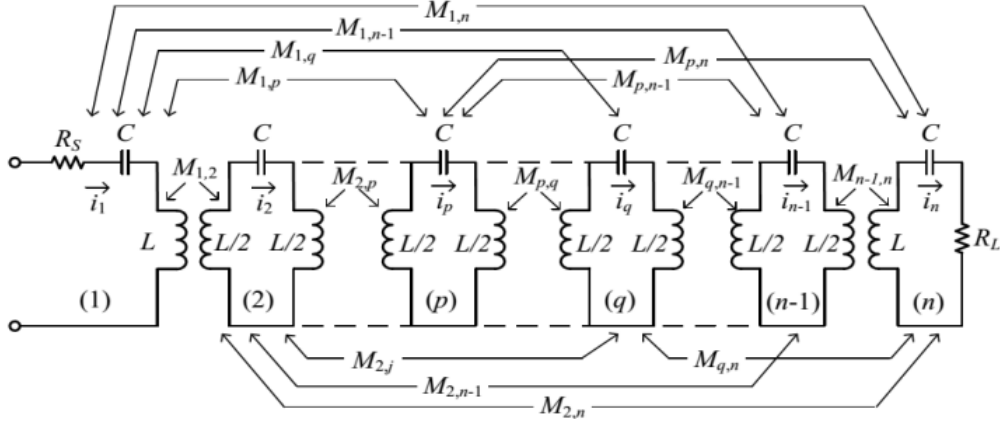 M1,n
M1,n-1
M1,q
Mp,n
M1,p
Mp,n-1
RS C C C C C C
M1,2 M2,p Mp,q Mq,n-1 Mn-1,n
i1 i2 ip iq in-1 in
L L/2 L/2 L/2 L/2 L/2 L/2 L/2 L/2 L RL
(1) (2) (p) (q) (n-1) (n)
M2,j Mq,n
M2,n-1
M2,n